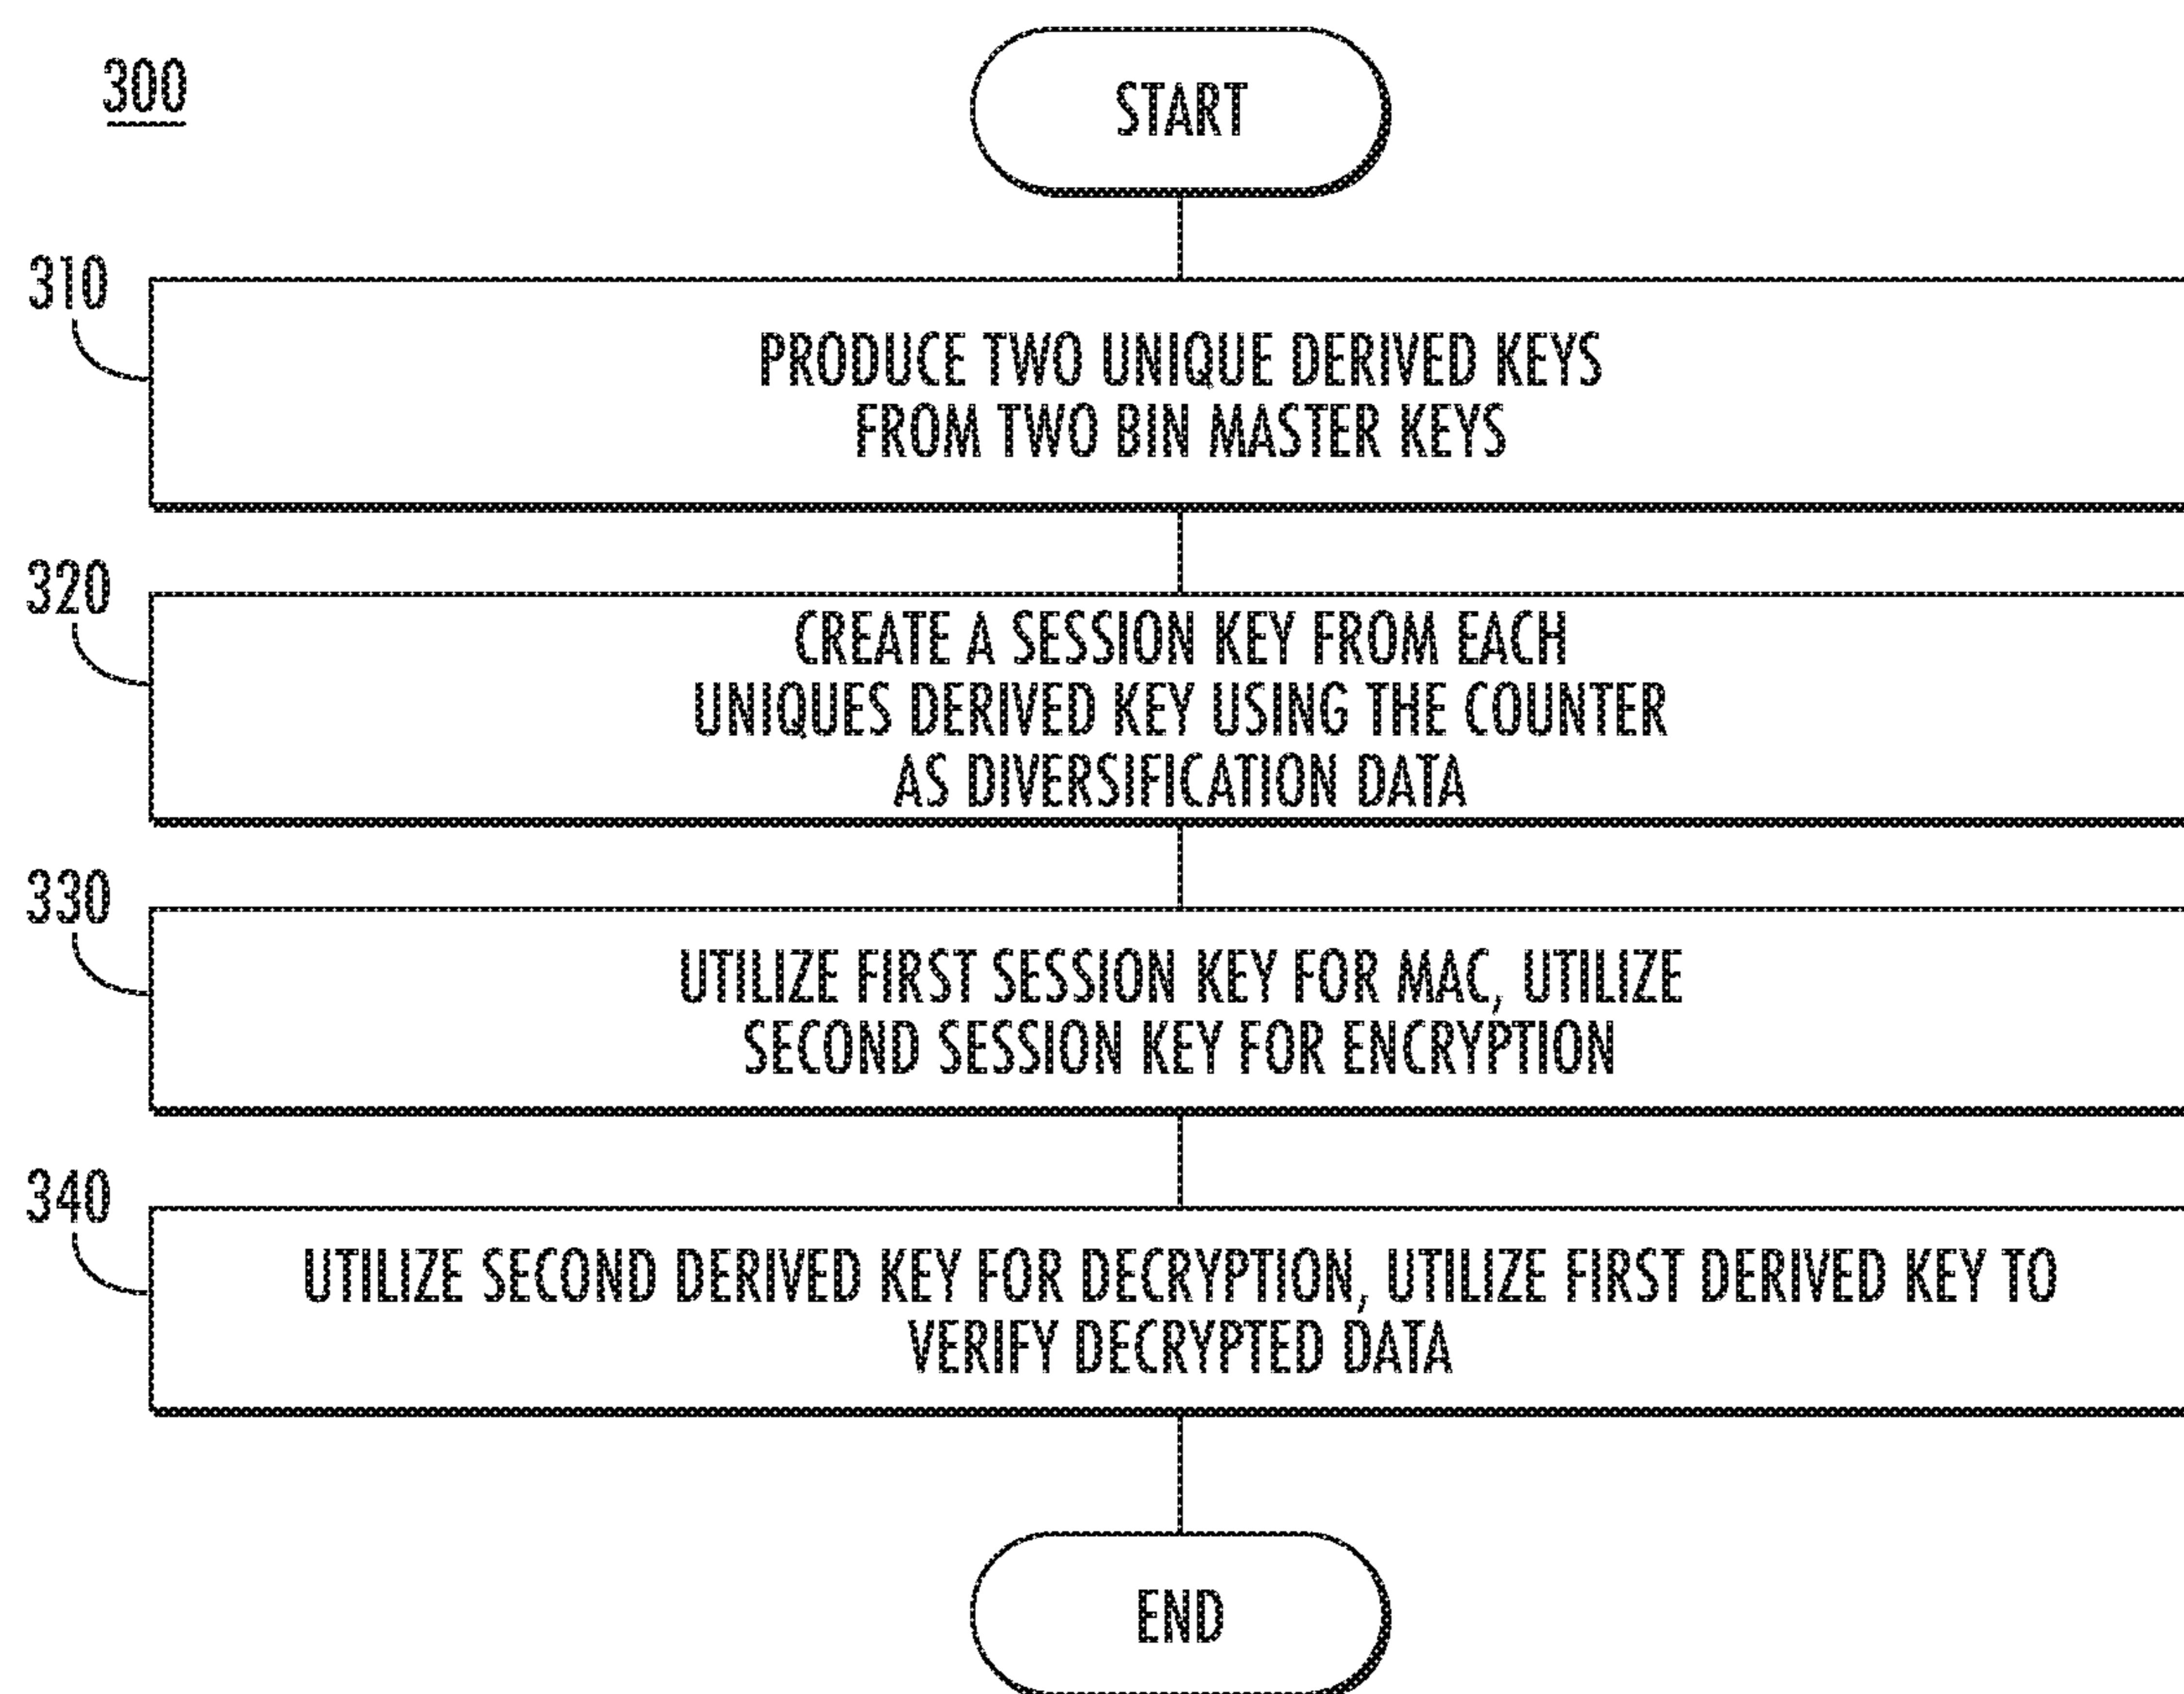 300
START
310
PRODUCE TWO UNIQUE DERIVED KEYS
FROM TWO BIN MASTER KEYS
320
CREATE A SESSION KEY FROM EACH
UNIQUES DERIVED KEY USING THE COUNTER
AS DIVERSIFICATION DATA
330
UTILIZE FIRST SESSION KEY FOR MAC, UTILIZE
SECOND SESSION KEY FOR ENCRYPTION
340
UTILIZE SECOND DERIVED KEY FOR DECRYPTION, UTILIZE FIRST DERIVED KEY TO
VERIFY DECRYPTED DATA
END